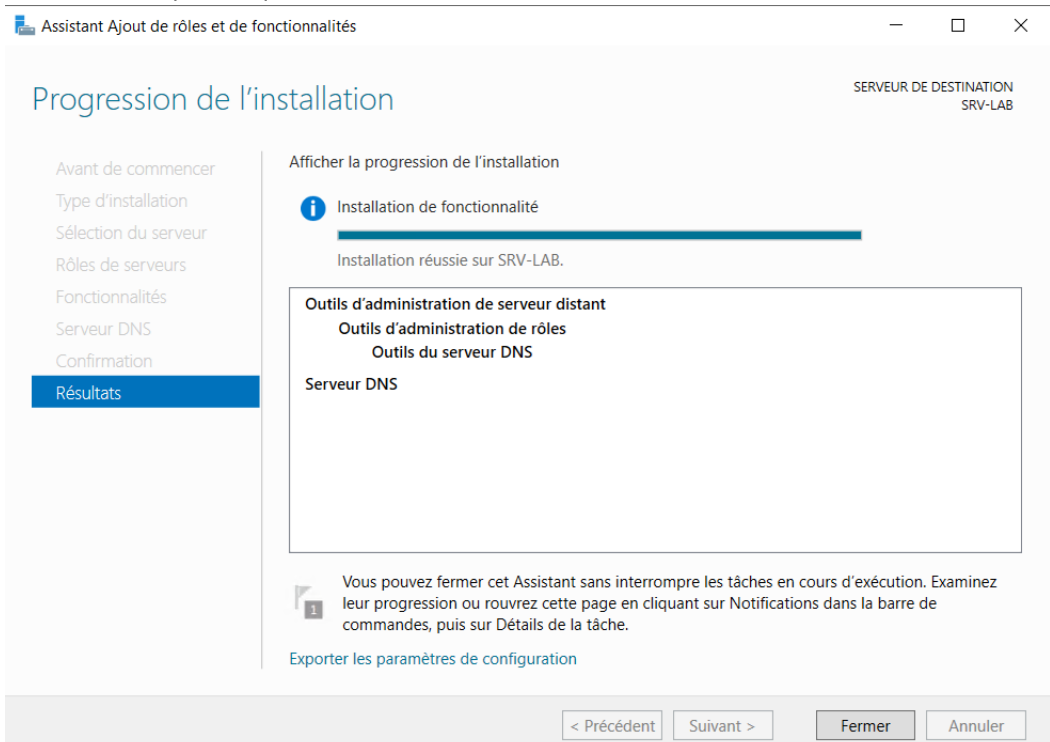 Assistant Ajout de rôles et de fonctionnalités
Progression de l'installation
SERVEUR DE DESTINATION
SRV-LAB
Avant de commencer
Type d'installation
Sélection du serveur
Rôles de serveurs
Fonctionnalités
Serveur DNS
Confirmation
Résultats
Afficher la progression de l'installation
Installation de fonctionnalité
Installation réussie sur SRV-LAB.
Outils d'administration de serveur distant
Outils d'administration de rôles
Outils du serveur DNS
Serveur DNS
1
Vous pouvez fermer cet Assistant sans interrompre les tâches en cours d'exécution. Examinez
leur progression ou rouvrez cette page en cliquant sur Notifications dans la barre de
commandes, puis sur Détails de la tâche.
Exporter les paramètres de configuration
< Précédent
Suivant >
Fermer
Annuler